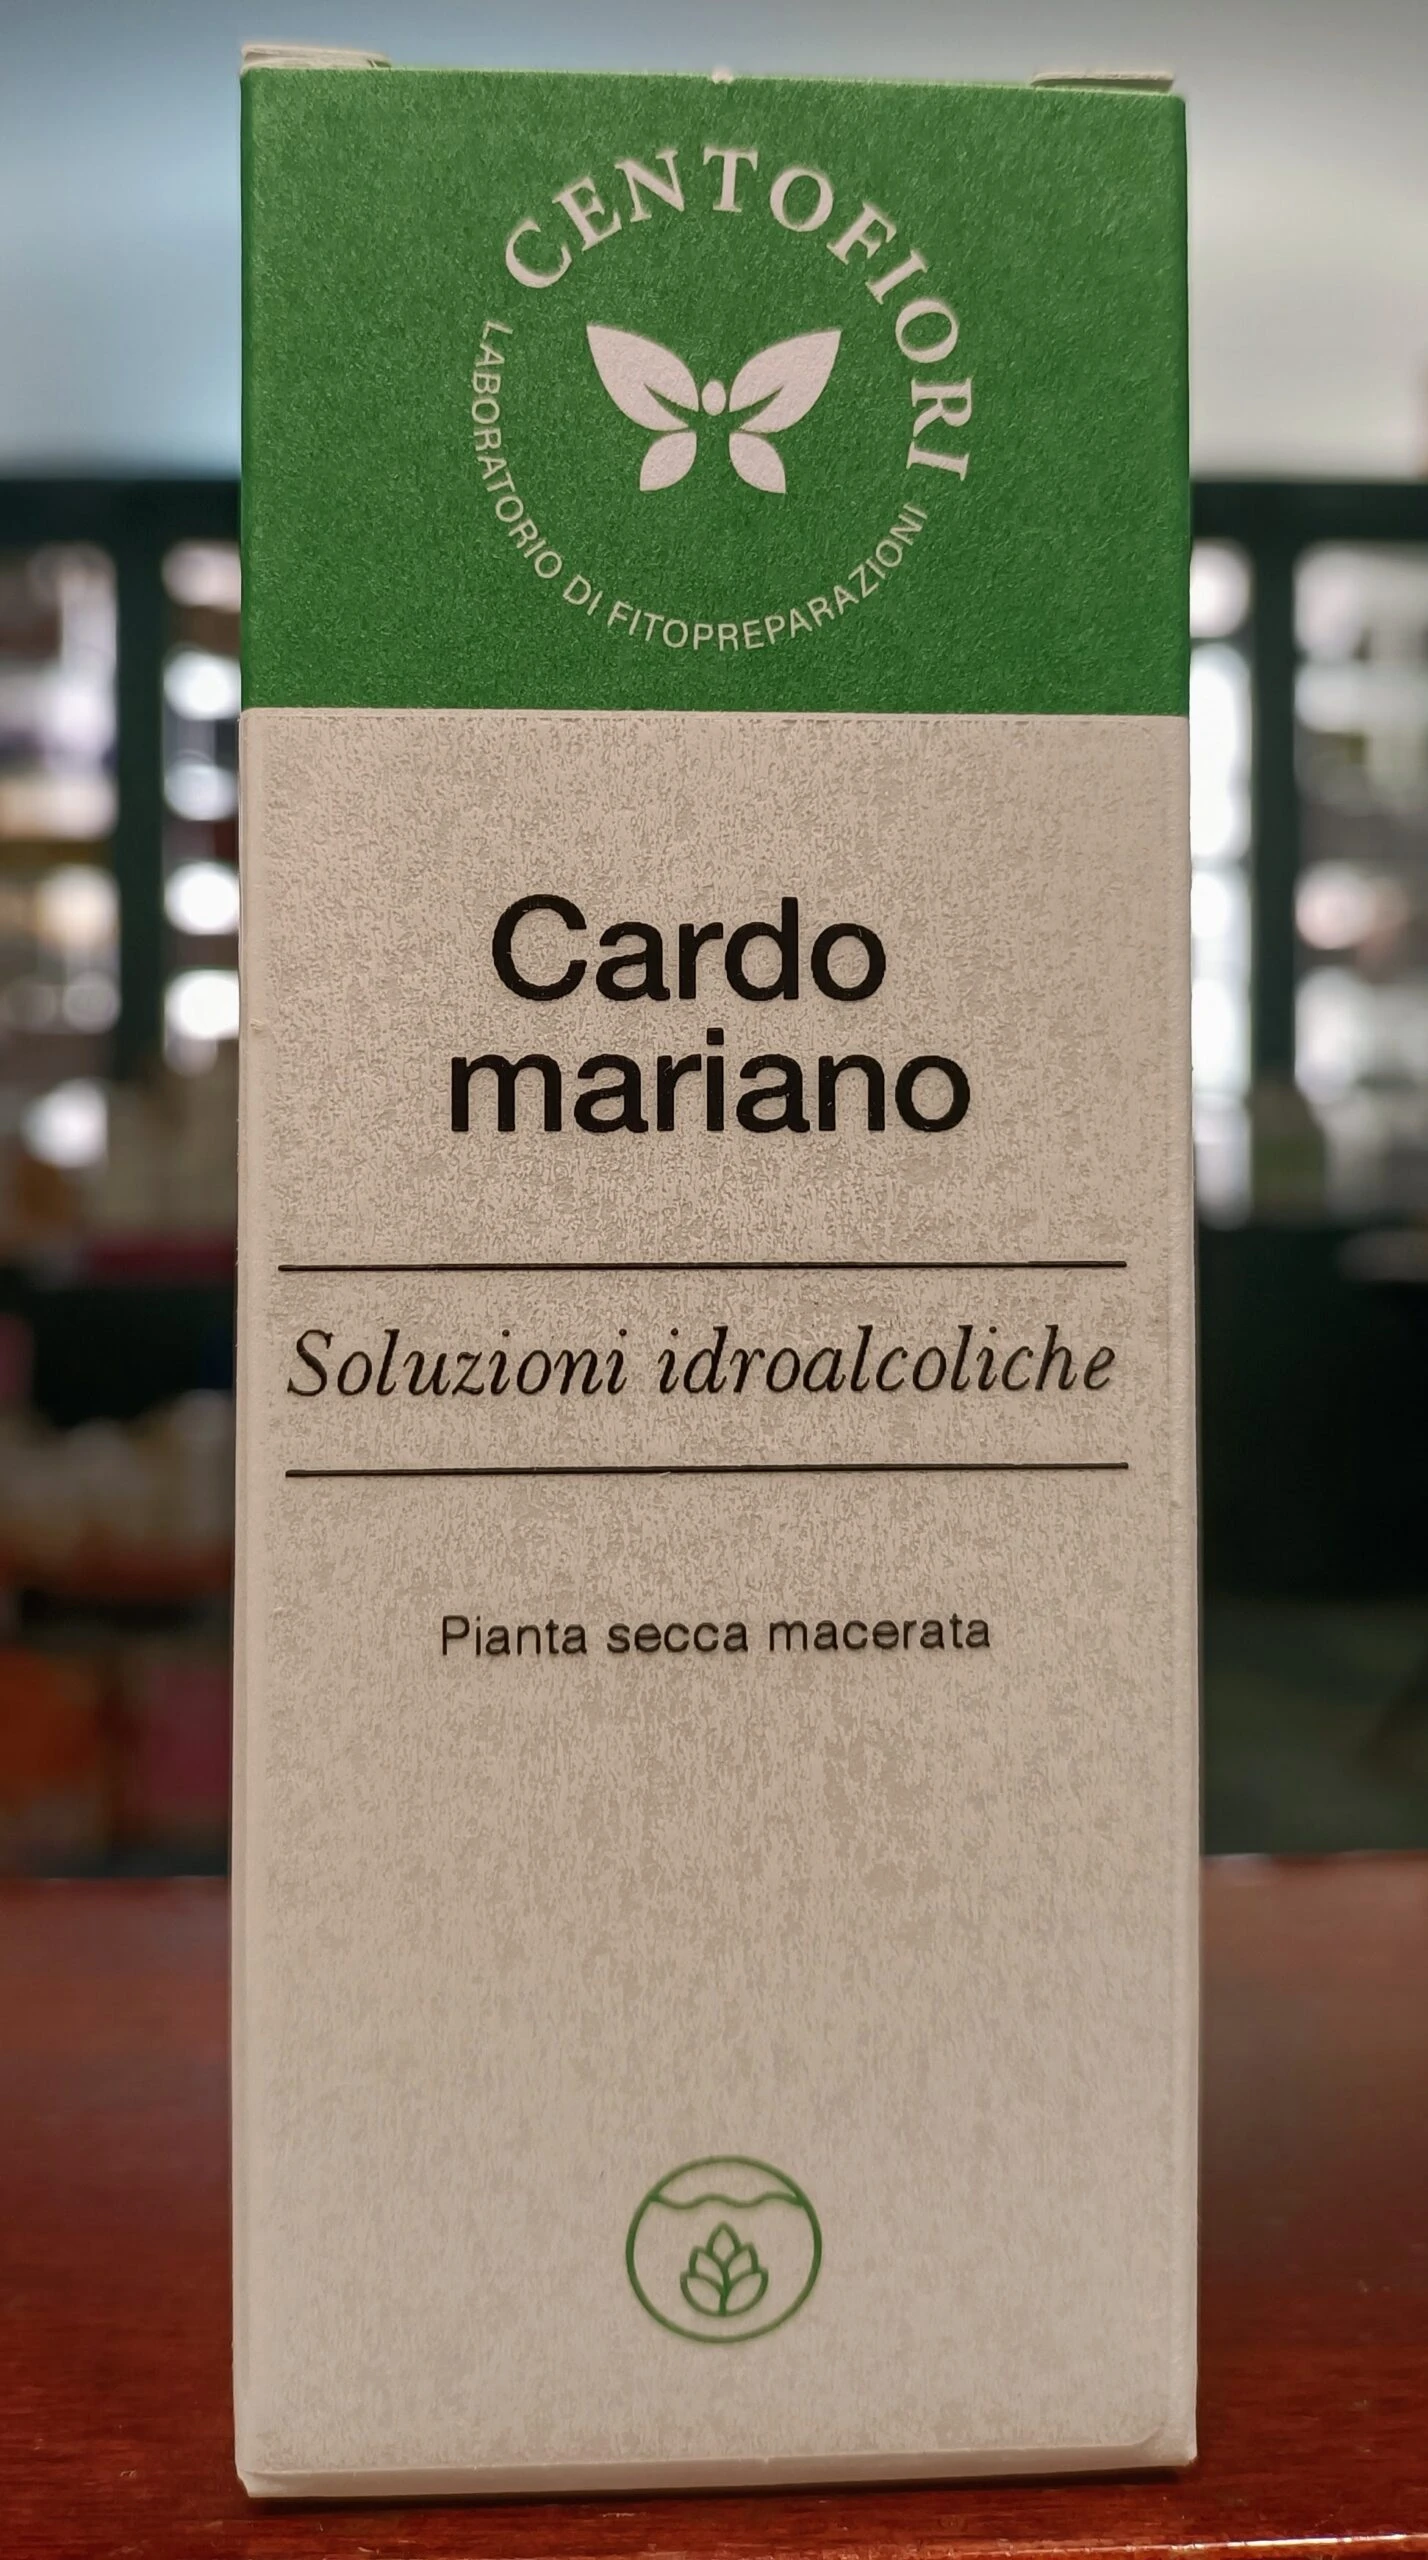 CENTOFIORI
LABORATORIO DI FITOPREPARAZIONI
Cardo
mariano
Soluzioni idroalcoliche
Pianta secca macerata